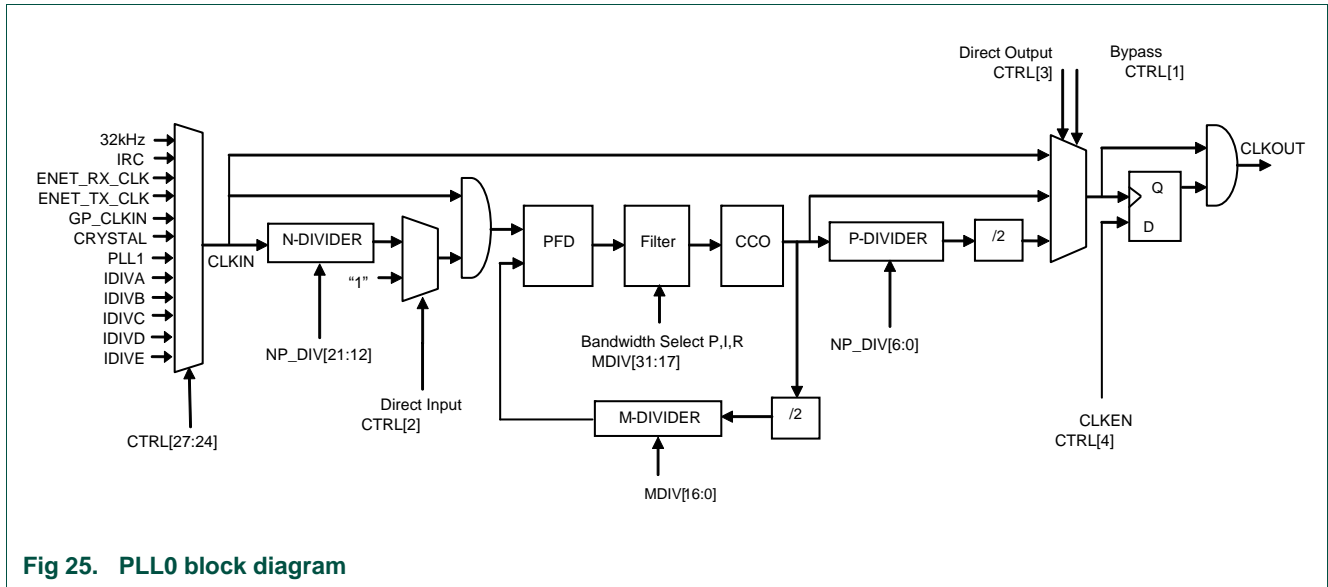 Direct Output
CTRL[3]
Bypass
CTRL[1]
32kHz
IRC
ENET_RX_CLK
ENET_TX_CLK
GP_CLKIN
CRYSTAL
PLL1
IDIVA
IDIVB
IDIVC
IDIVD
IDIVE
CTRL[27:24]
CLKIN
N-DIVIDER
NP_DIV[21:12]
“1”
Direct Input
CTRL[2]
PFD
Filter
Bandwidth Select P,I,R
MDIV[31:17]
CCO
P-DIVIDER
NP_DIV[6:0]
/2
/2
M-DIVIDER
MDIV[16:0]
Q
D
CLKEN
CTRL[4]
CLKOUT
Fig 25. PLL0 block diagram